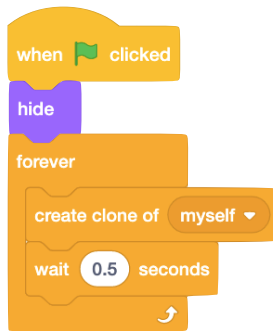 when clicked
hide
forever
create clone of myself
wait 0.5 seconds